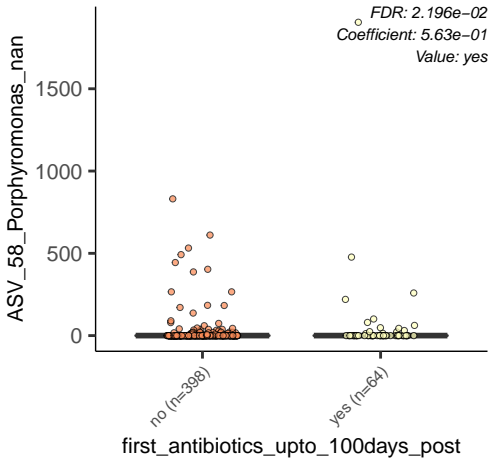 FDR: 2.196e−02
Coefficient: 5.63e−01
Value: yes
ASV_58_Porphyromonas_nan
1500
1000
500
0
no (n=398)
yes (n=64)
first_antibiotics_upto_100days_post